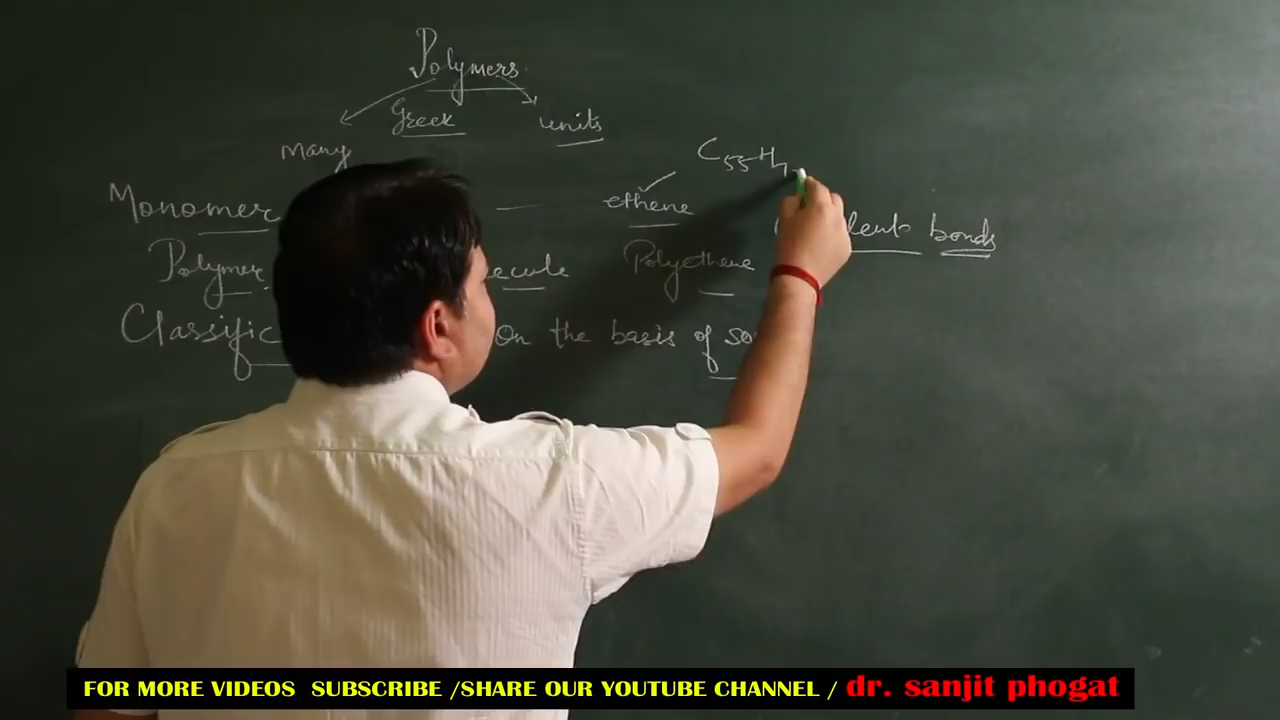 Polymers
Greek
Many units
C55H7
Monomer — ethene
lent bonds
Polymer ecule Polyethene
Classific On the basis of so
FOR MORE VIDEOS SUBSCRIBE /SHARE OUR YOUTUBE CHANNEL / dr. sanjit phogat